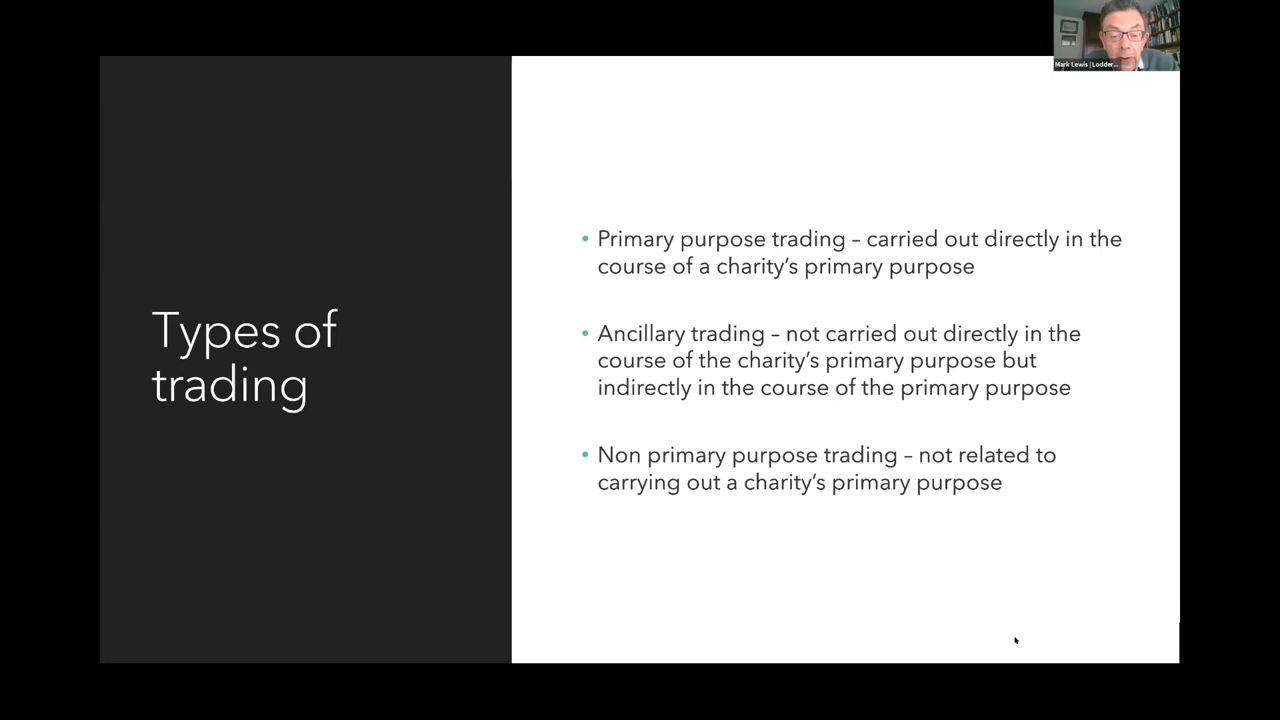 Mark Lewis | Lodder...
Types of
trading
• Primary purpose trading – carried out directly in the
course of a charity’s primary purpose
• Ancillary trading – not carried out directly in the
course of the charity’s primary purpose but
indirectly in the course of the primary purpose
• Non primary purpose trading – not related to
carrying out a charity’s primary purpose